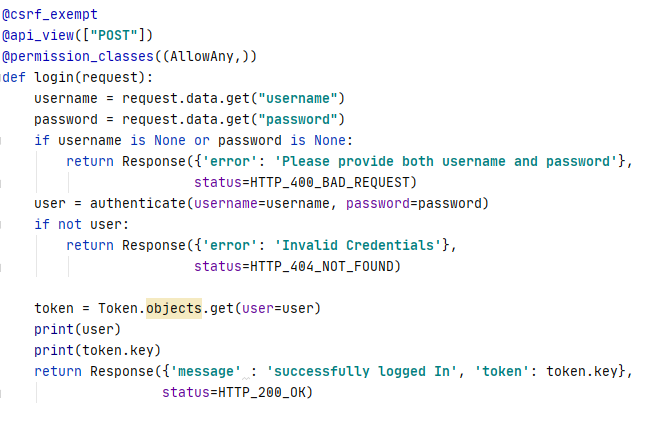 @csrf_exempt
@api_view(["POST"])
@permission_classes((AllowAny,))
def login(request):
    username = request.data.get("username")
    password = request.data.get("password")
    if username is None or password is None:
        return Response({'error': 'Please provide both username and password'},
                        status=HTTP_400_BAD_REQUEST)
    user = authenticate(username=username, password=password)
    if not user:
        return Response({'error': 'Invalid Credentials'},
                        status=HTTP_404_NOT_FOUND)

    token = Token.objects.get(user=user)
    print(user)
    print(token.key)
    return Response({'message' : 'successfully logged In', 'token': token.key},
                    status=HTTP_200_OK)